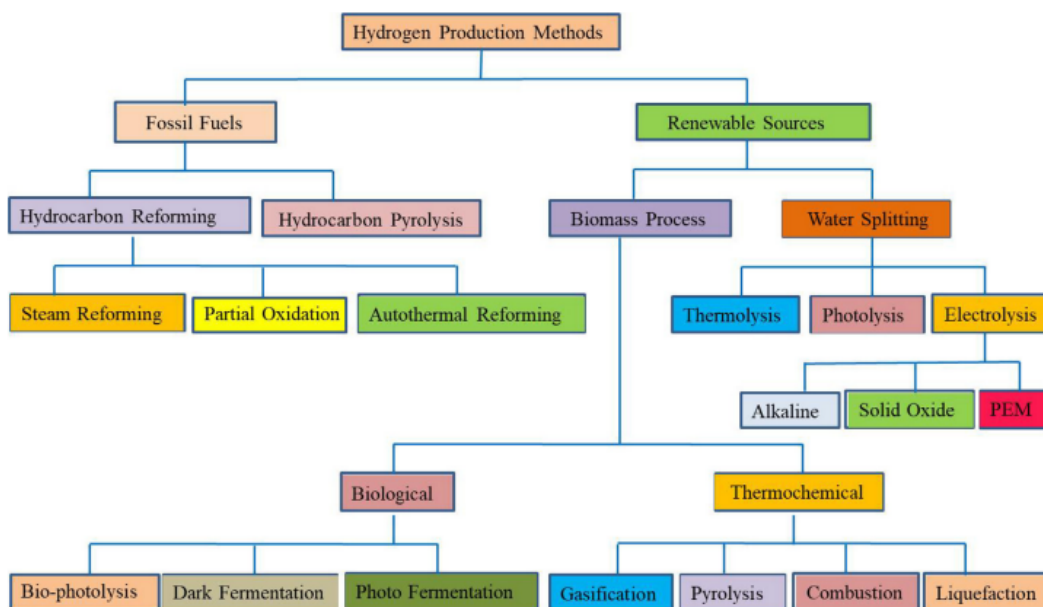 Hydrogen Production Methods
Fossil Fuels
Renewable Sources
Hydrocarbon Reforming
Hydrocarbon Pyrolysis
Biomass Process
Water Splitting
Steam Reforming
Partial Oxidation
Autothermal Reforming
Thermolysis
Photolysis
Electrolysis
Alkaline
Solid Oxide
PEM
Biological
Thermochemical
Bio-photolysis
Dark Fermentation
Photo Fermentation
Gasification
Pyrolysis
Combustion
Liquefaction